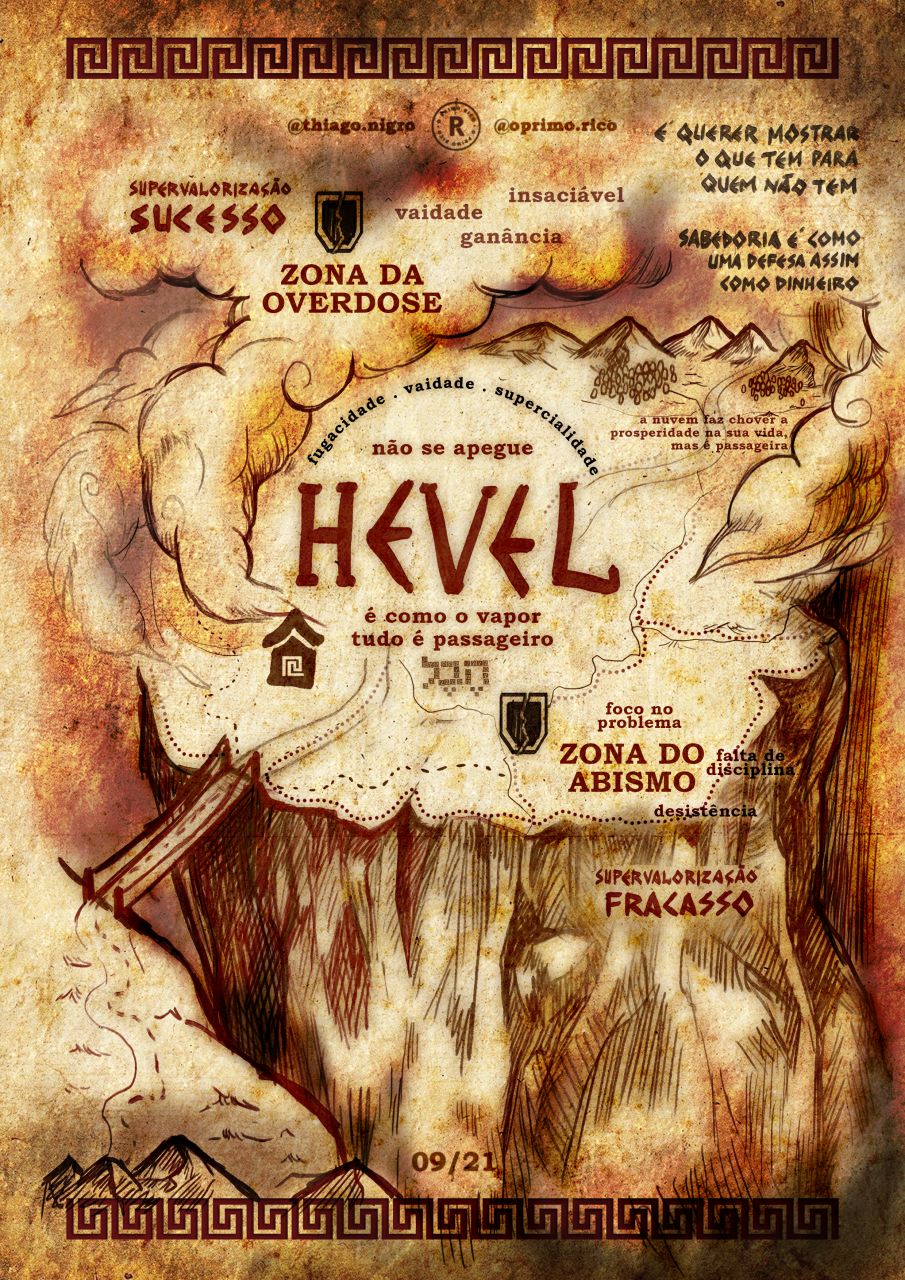 @thiago.nigro
R
@oprimo.rico
É QUERER MOSTRAR
O QUE TEM PARA
QUEM NÃO TEM
SUPERVALORIZAÇÃO
SUCESSO
vaidade
insaciável
ganância
SABEDORIA É COMO
UMA DEFESA ASSIM
COMO DINHEIRO
ZONA DA
OVERDOSE
fugacidade . vaidade . supercialidade
a nuvem faz chover a
prosperidade na sua vida,
mas é passageira
não se apegue
HEVEL
é como o vapor
tudo é passageiro
foco no
problema
ZONA DO
ABISMO
falta de
disciplina
desistência
SUPERVALORIZAÇÃO
FRACASSO
09/21